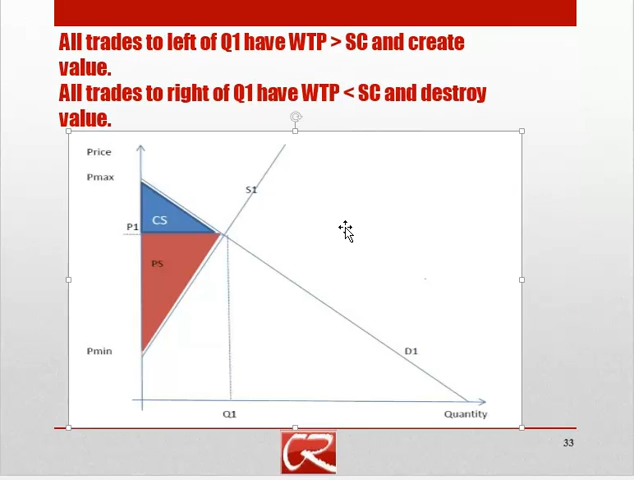 All trades to left of Q1 have WTP > SC and create
value.
All trades to right of Q1 have WTP < SC and destroy
value.
Price
Pmax
S1
CS
P1
PS
Pmin
D1
Q1
Quantity
33